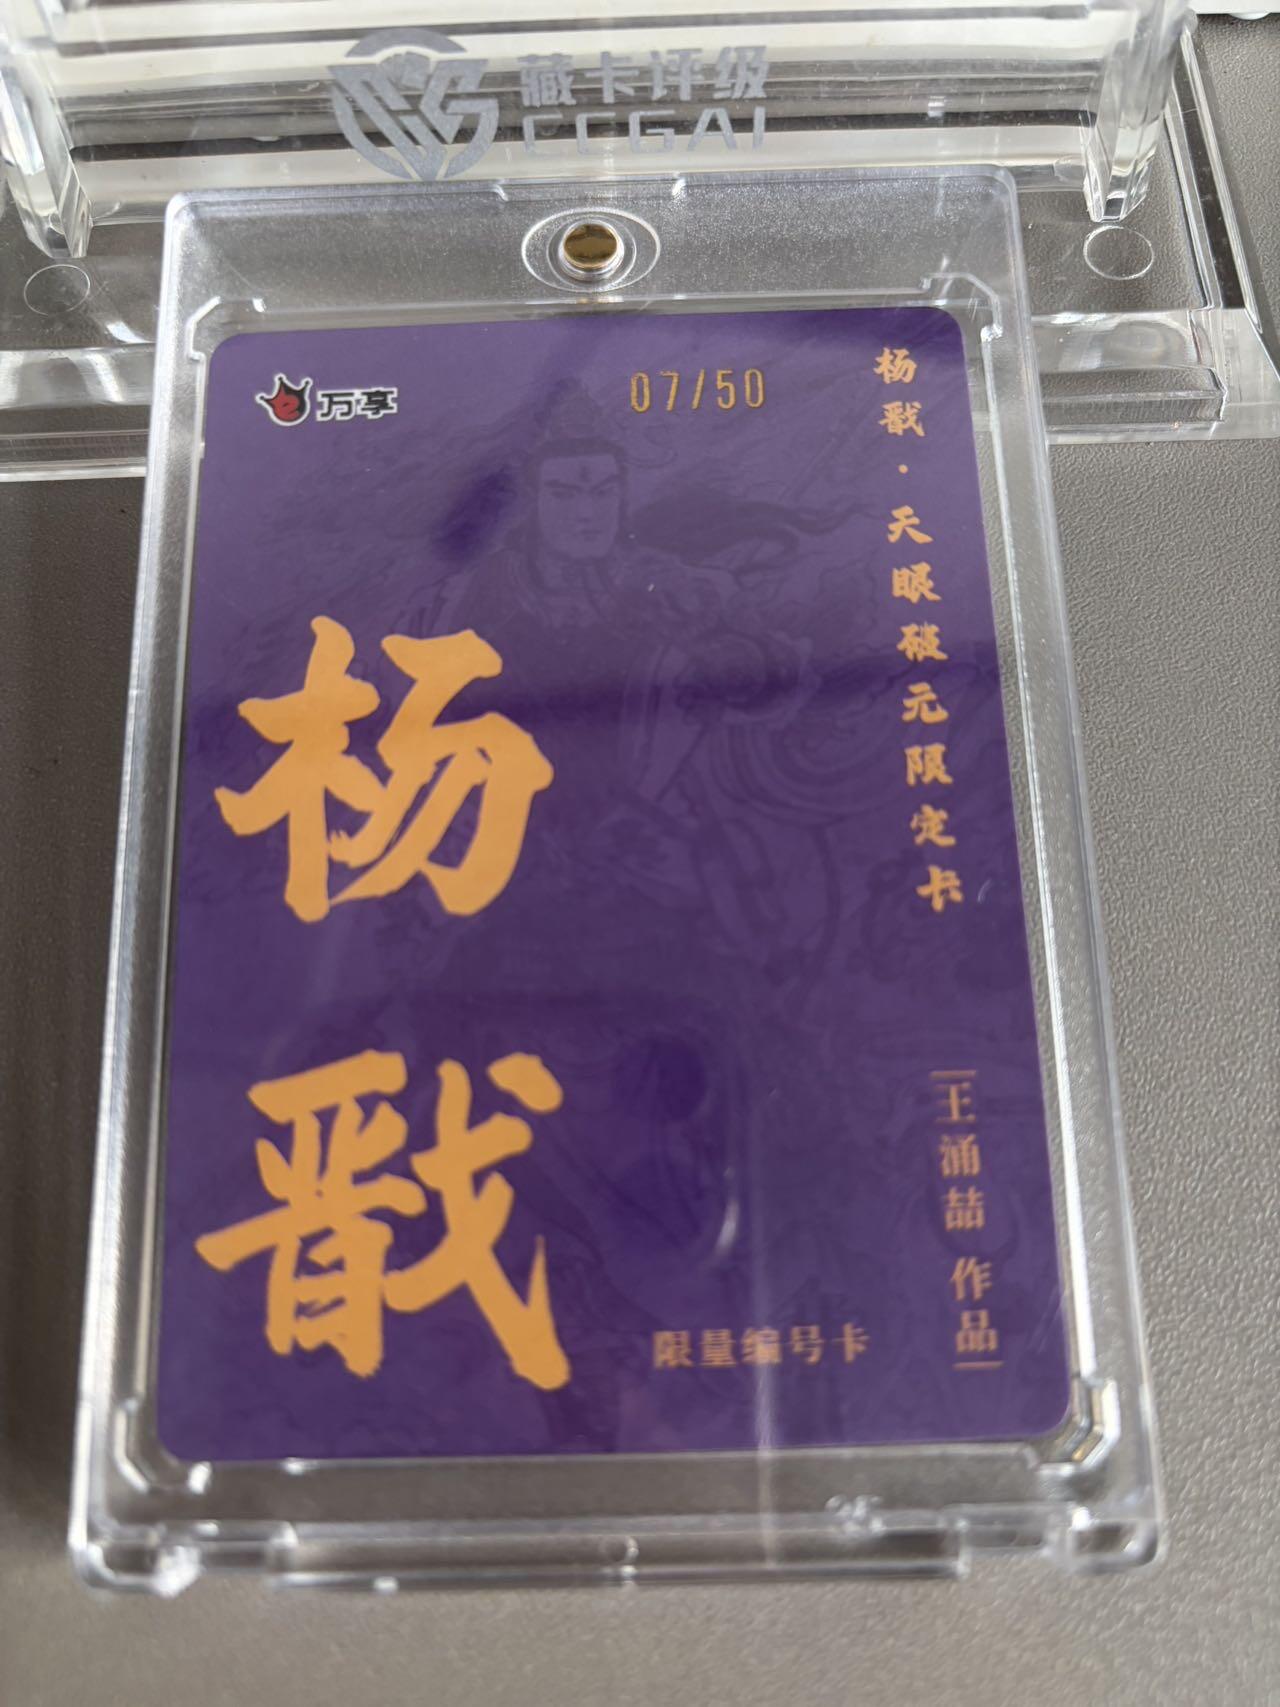 藏卡评级
CCGAI
万享
07/50
杨戬·天眼破元限定卡
杨戬
王涌喆 作品
限量编号卡